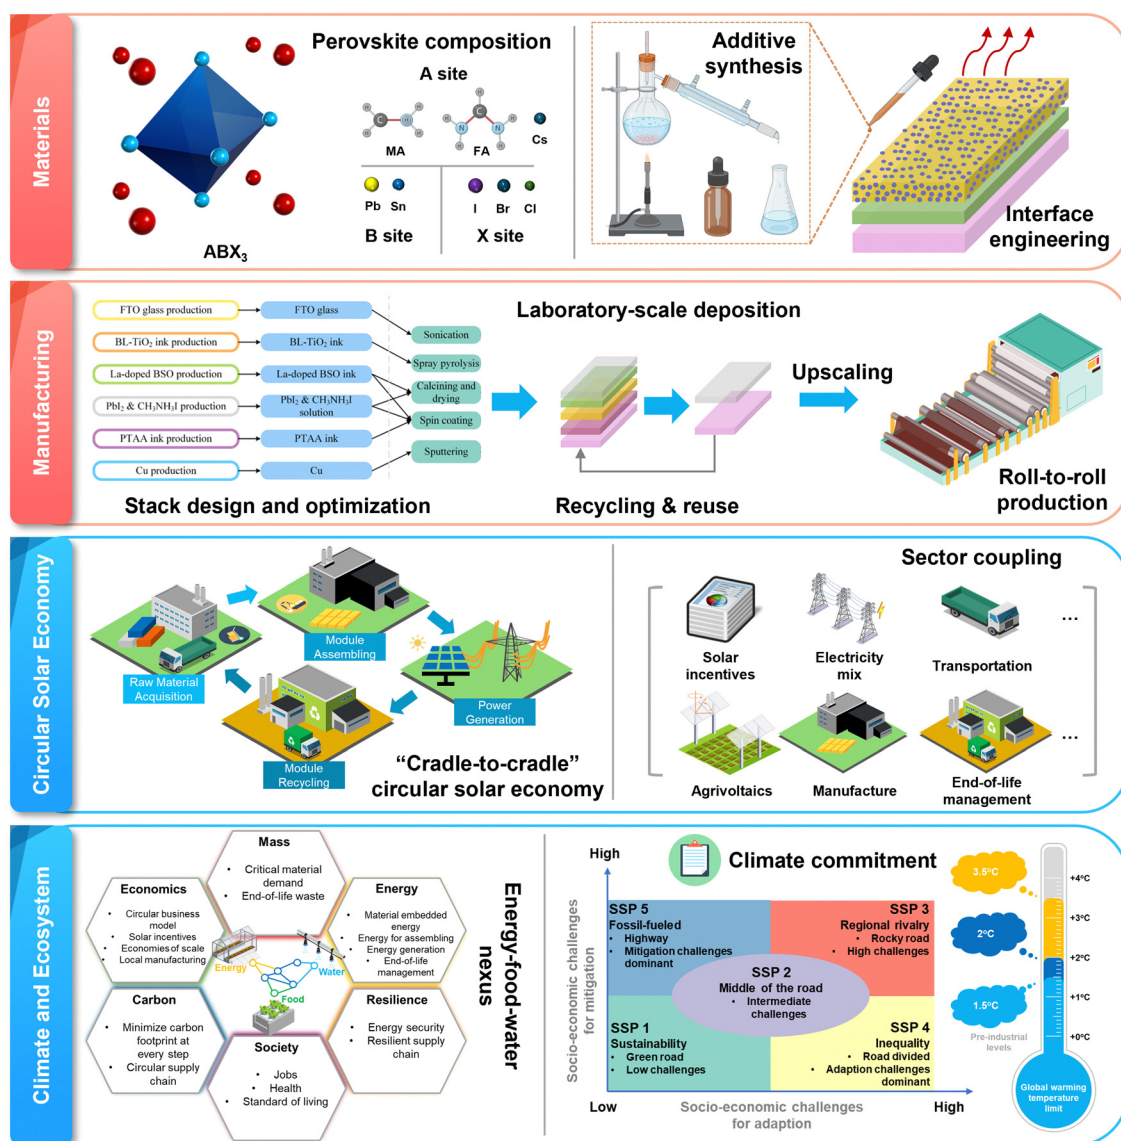 Materials
Perovskite composition
A site
H
H
C
N
H
H
H
H
MA
H
C
H
N
N
H
H
H
FA
Cs
Pb Sn
B site
I Br Cl
X site
ABX₃
Additive
synthesis
Interface
engineering
Manufacturing
FTO glass production
FTO glass
BL-TiO₂ ink production
BL-TiO₂ ink
La-doped BSO production
La-doped BSO ink
PbI₂ & CH₃NH₃I production
PbI₂ & CH₃NH₃I
solution
PTAA ink production
PTAA ink
Cu production
Cu
Sonication
Spray pyrolysis
Calcining and
drying
Spin coating
Sputtering
Stack design and optimization
Laboratory-scale deposition
Recycling & reuse
Upscaling
Roll-to-roll
production
Circular Solar Economy
Raw Material
Acquisition
Module
Assembling
Power
Generation
Module
Recycling
“Cradle-to-cradle”
circular solar economy
Sector coupling
Solar
incentives
Electricity
mix
Transportation
...
Agrivoltaics
Manufacture
End-of-life
management
...
Climate and Ecosystem
Mass
• Critical material
demand
• End-of-life waste
Economics
• Circular business
model
• Solar incentives
• Economies of scale
• Local manufacturing
Energy
• Material embedded
energy
• Energy for assembling
• Energy generation
• End-of-life
management
Energy
Water
Food
Carbon
• Minimize carbon
footprint at
every step
• Circular supply
chain
Resilience
• Energy security
• Resilient supply
chain
Society
• Jobs
• Health
• Standard of living
Energy-food-water
nexus
Climate commitment
High
Socio-economic challenges
for mitigation
SSP 5
Fossil-fueled
• Highway
• Mitigation challenges
dominant
SSP 3
Regional rivalry
• Rocky road
• High challenges
SSP 2
Middle of the road
• Intermediate
challenges
SSP 1
Sustainability
• Green road
• Low challenges
SSP 4
Inequality
• Road divided
• Adaption challenges
dominant
Low
Socio-economic challenges
for adaption
High
3.5°C
2°C
1.5°C
Pre-industrial
levels
+4°C
+3°C
+2°C
+1°C
+0°C
Global warming
temperature
limit